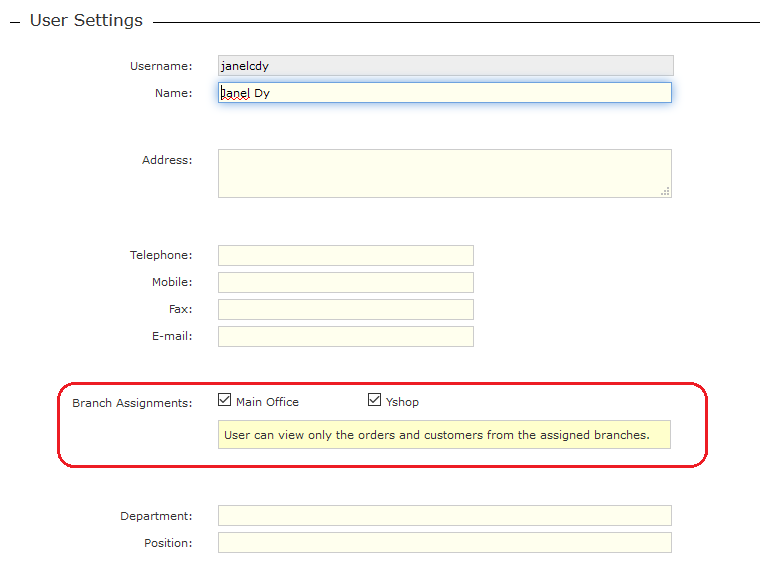 User Settings
Username: janelcdy
Name: Janel Dy
Address:
Telephone:
Mobile:
Fax:
E-mail:
Branch Assignments: Main Office Yshop
User can view only the orders and customers from the assigned branches.
Department:
Position: